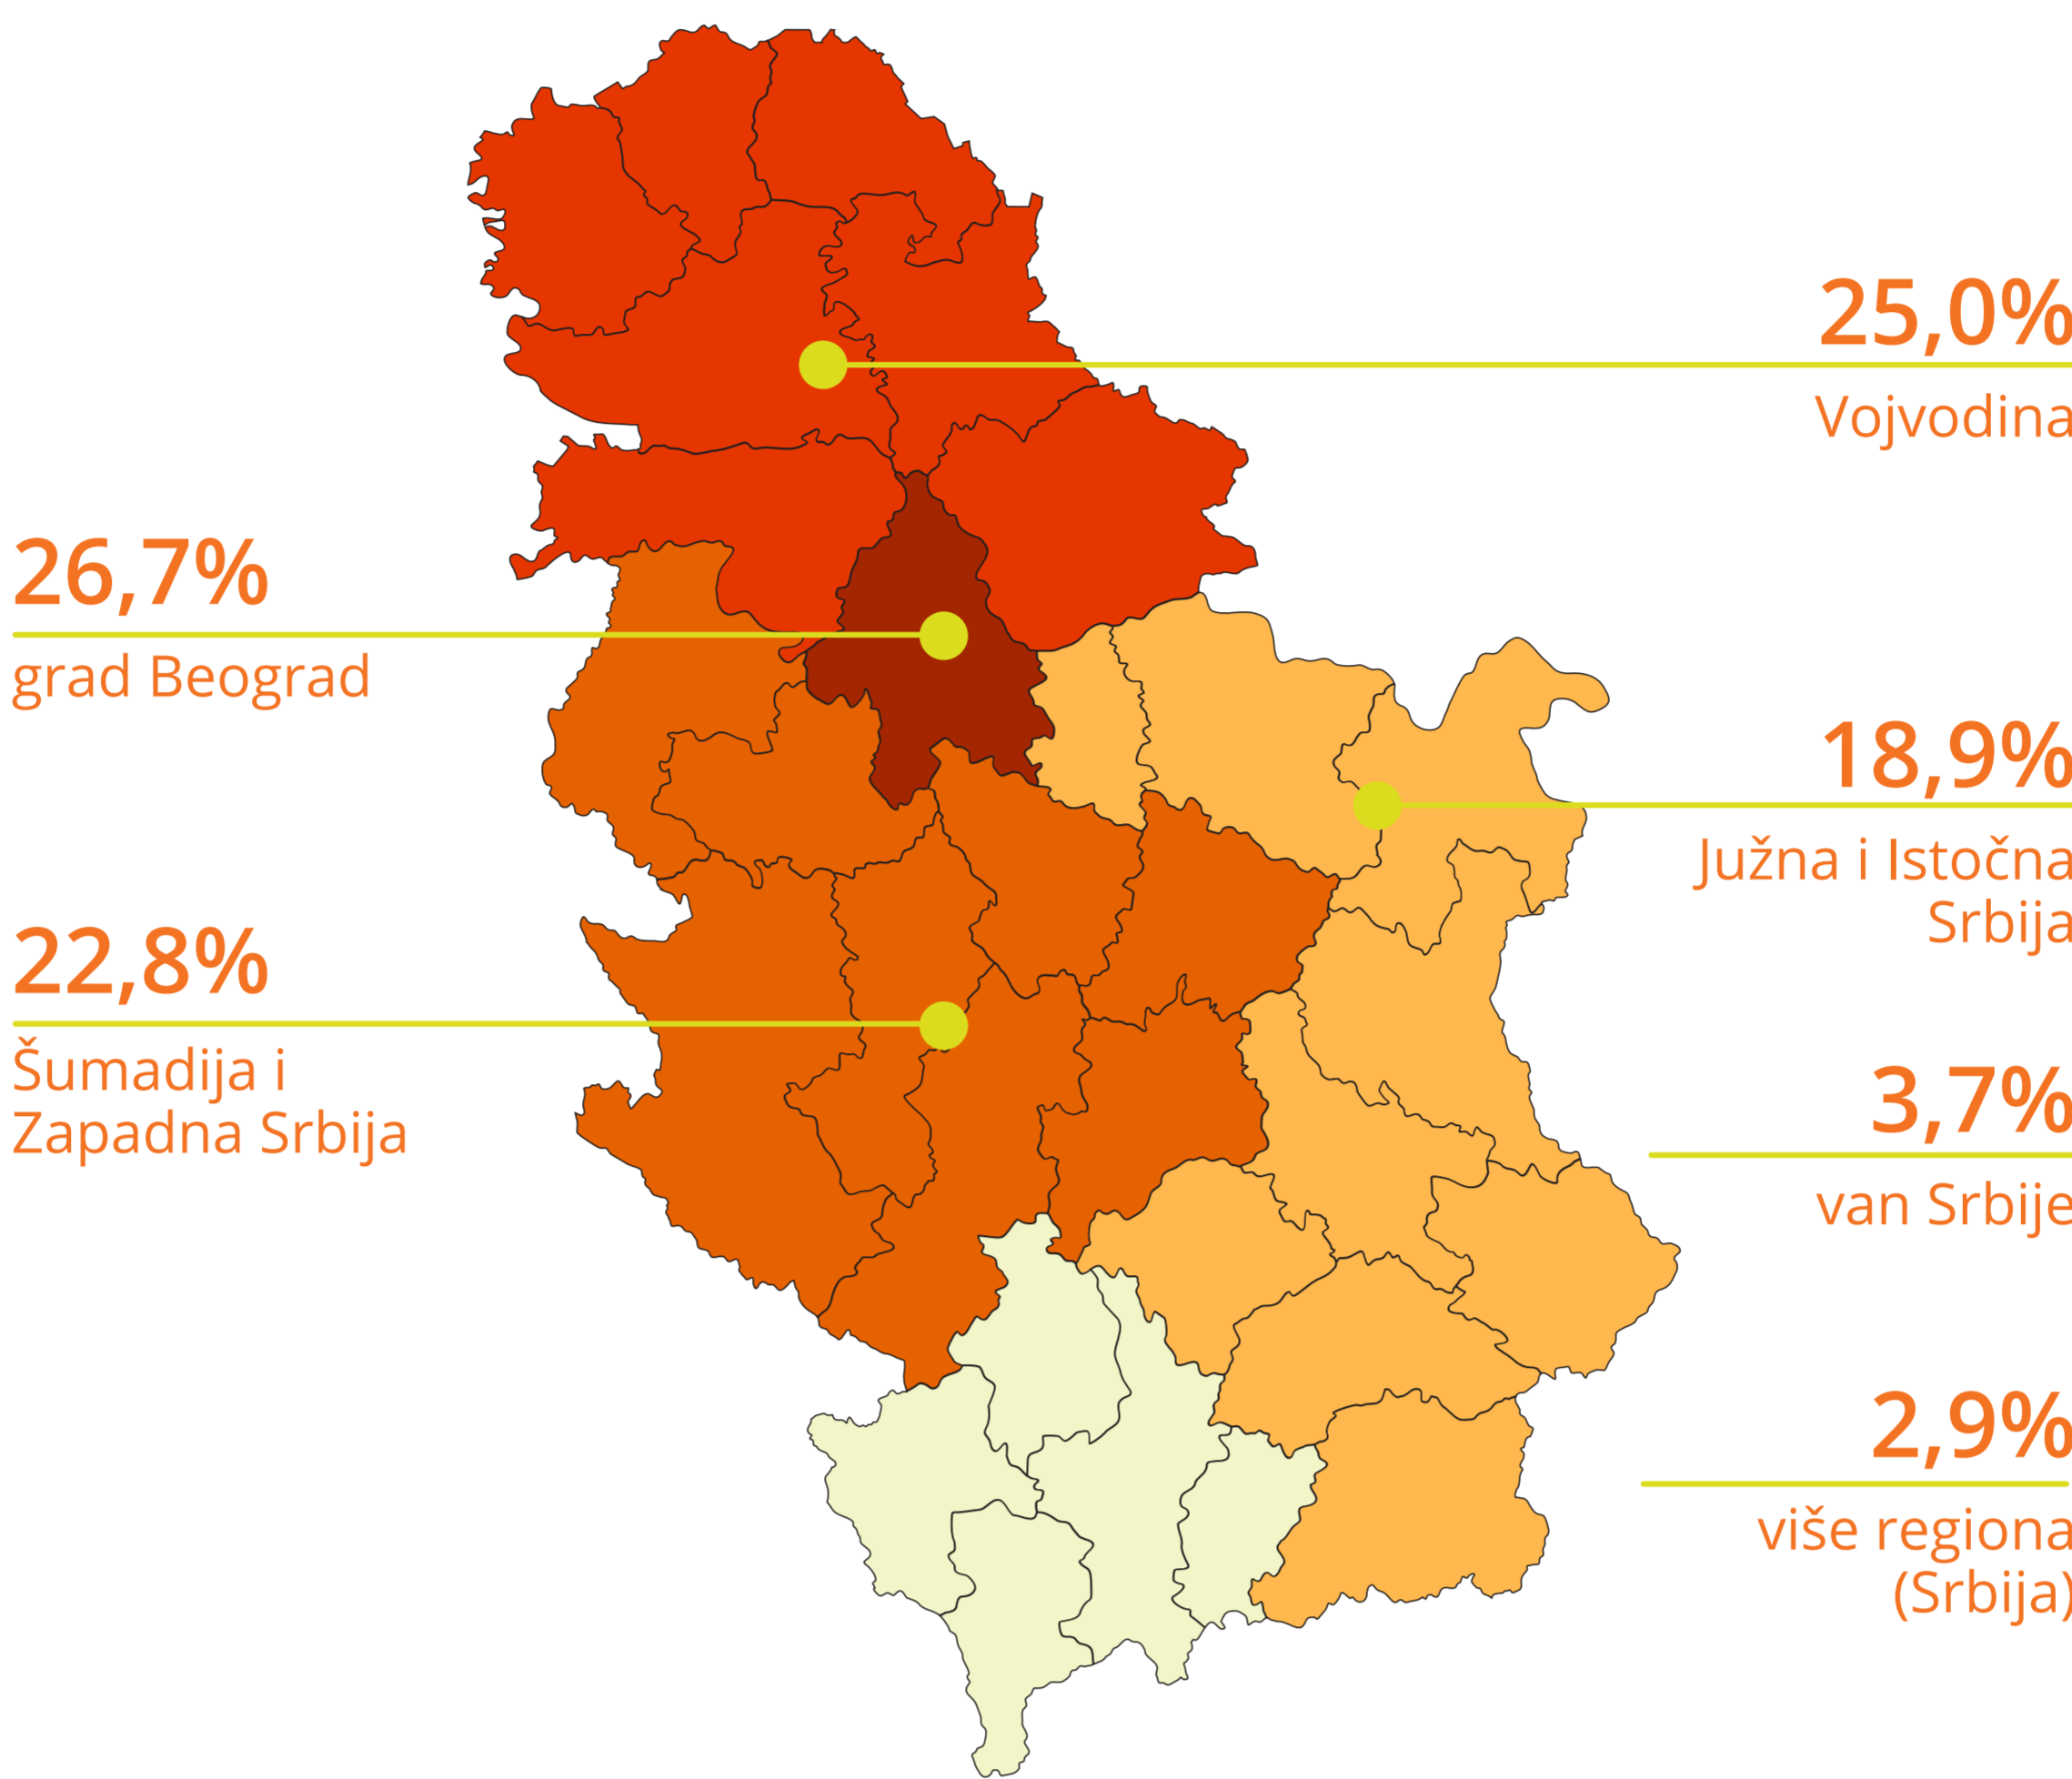 25,0%
Vojvodina
26,7%
grad Beograd
18,9%
Južna i Istočna
Srbija
22,8%
Šumadija i
Zapadna Srbija
3,7%
van Srbije
2,9%
više regiona
(Srbija)